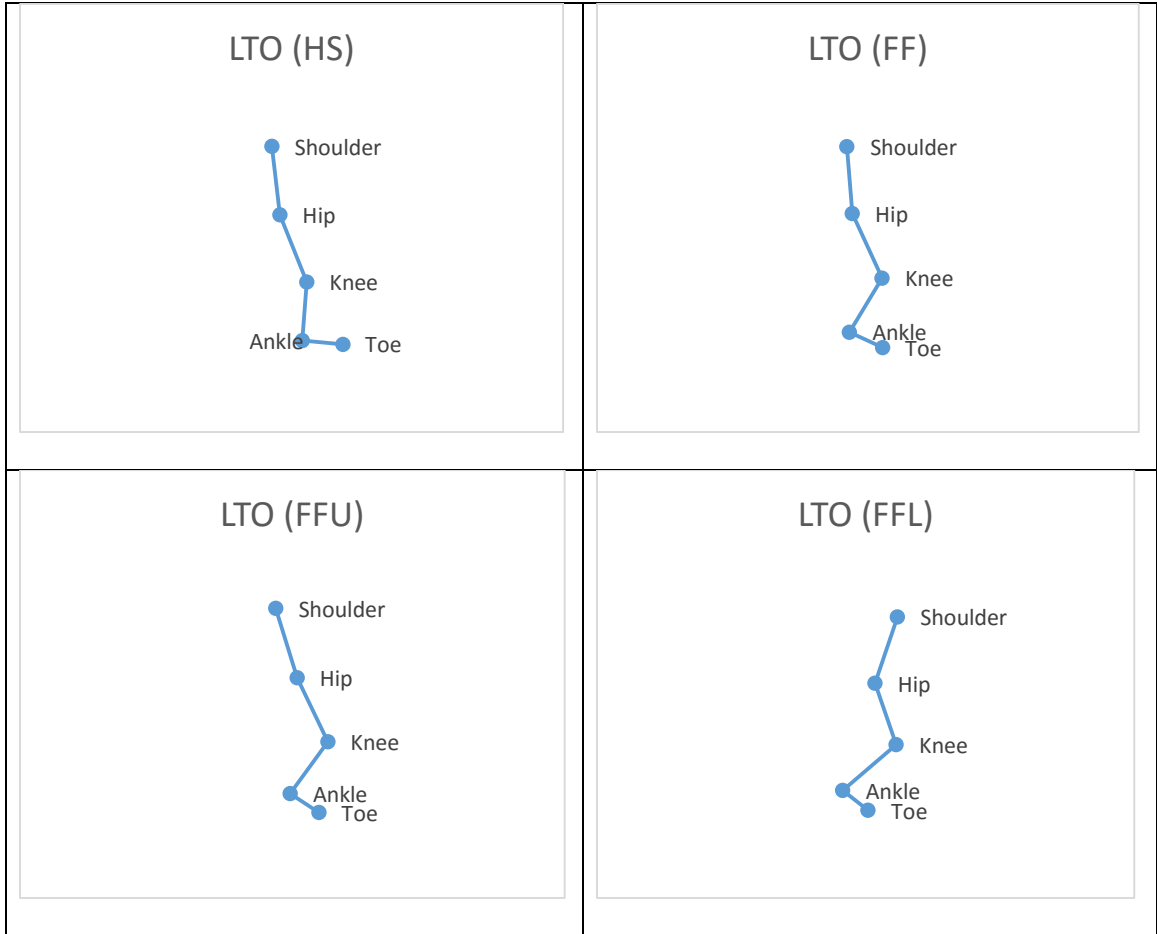 LTO (HS)
Shoulder
Hip
Knee
Ankle
Toe
LTO (FF)
Shoulder
Hip
Knee
Ankle
Toe
LTO (FFU)
Shoulder
Hip
Knee
Ankle
Toe
LTO (FFL)
Shoulder
Hip
Knee
Ankle
Toe